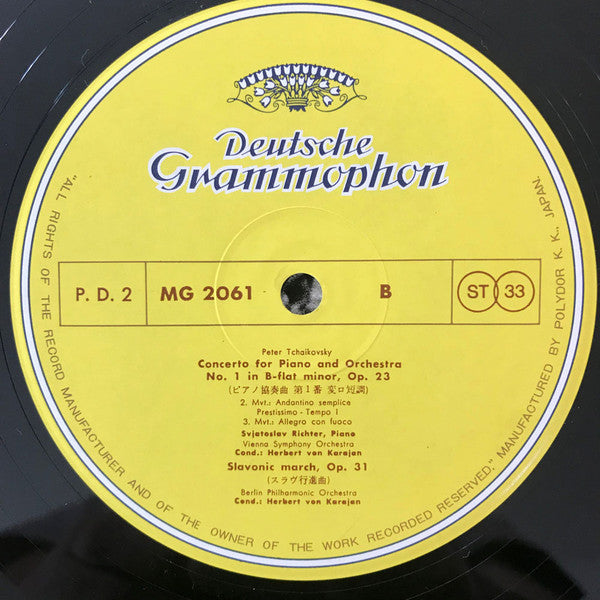 Deutsche
Grammophon
P. D. 2
MG 2061
B
ST 33
Peter Tchaikovsky
Concerto for Piano and Orchestra
No. 1 in B-flat minor, Op. 23
(ピアノ協奏曲 第1番 変ロ短調)
2. Mvt.: Andantino semplice
Prestissimo - Tempo I
3. Mvt.: Allegro con fuoco
Svjatoslav Richter, Piano
Vienna Symphony Orchestra
Cond.: Herbert von Karajan
Slavonic march, Op. 31
(スラヴ行進曲)
Berlin Philharmonic Orchestra
Cond.: Herbert von Karajan
"ALL RIGHTS OF THE RECORD MANUFACTURER AND OF THE OWNER OF THE WORK RECORDED RESERVED." MANUFACTURED BY POLYDOR K. K., JAPAN.